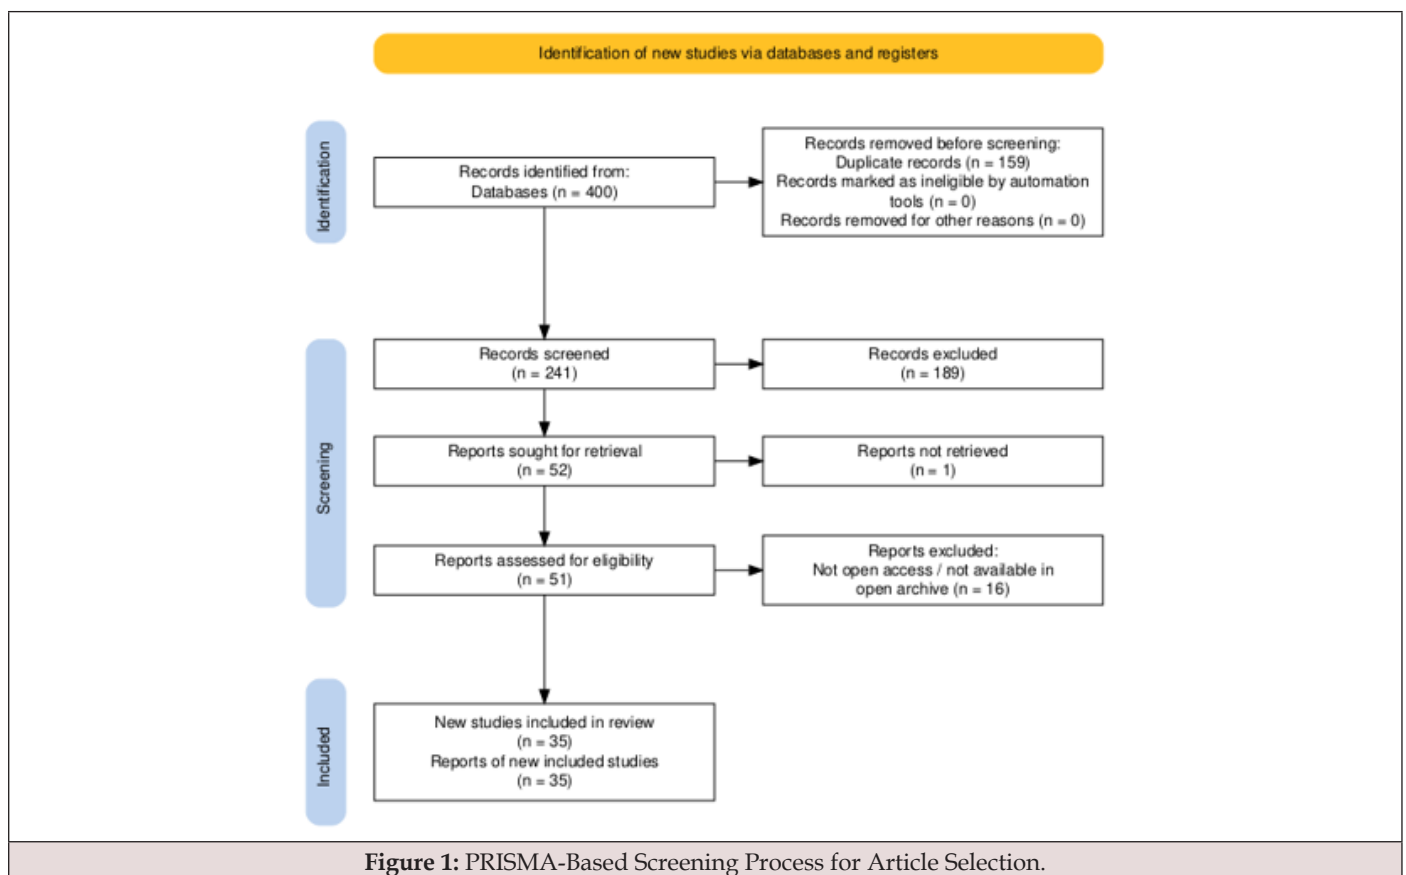 Identification of new studies via databases and registers
Identification
Records identified from:
Databases (n = 400)
Records removed before screening:
Duplicate records (n = 159)
Records marked as ineligible by automation
tools (n = 0)
Records removed for other reasons (n = 0)
Screening
Records screened
(n = 241)
Records excluded
(n = 189)
Reports sought for retrieval
(n = 52)
Reports not retrieved
(n = 1)
Reports assessed for eligibility
(n = 51)
Reports excluded:
Not open access / not available in
open archive (n = 16)
Included
New studies included in review
(n = 35)
Reports of new included studies
(n = 35)
Figure 1: PRISMA-Based Screening Process for Article Selection.